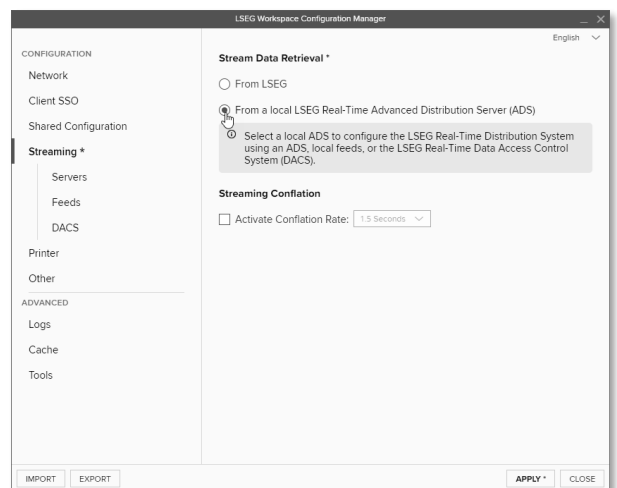 LSEG Workspace Configuration Manager
English
CONFIGURATION
Network
Client SSO
Shared Configuration
Streaming *
Servers
Feeds
DACS
Printer
Other
ADVANCED
Logs
Cache
Tools
Stream Data Retrieval *
From LSEG
From a local LSEG Real-Time Advanced Distribution Server (ADS)
Select a local ADS to configure the LSEG Real-Time Distribution System
using an ADS, local feeds, or the LSEG Real-Time Data Access Control
System (DACS).
Streaming Conflation
Activate Conflation Rate: 1.5 Seconds
IMPORT EXPORT APPLY * CLOSE